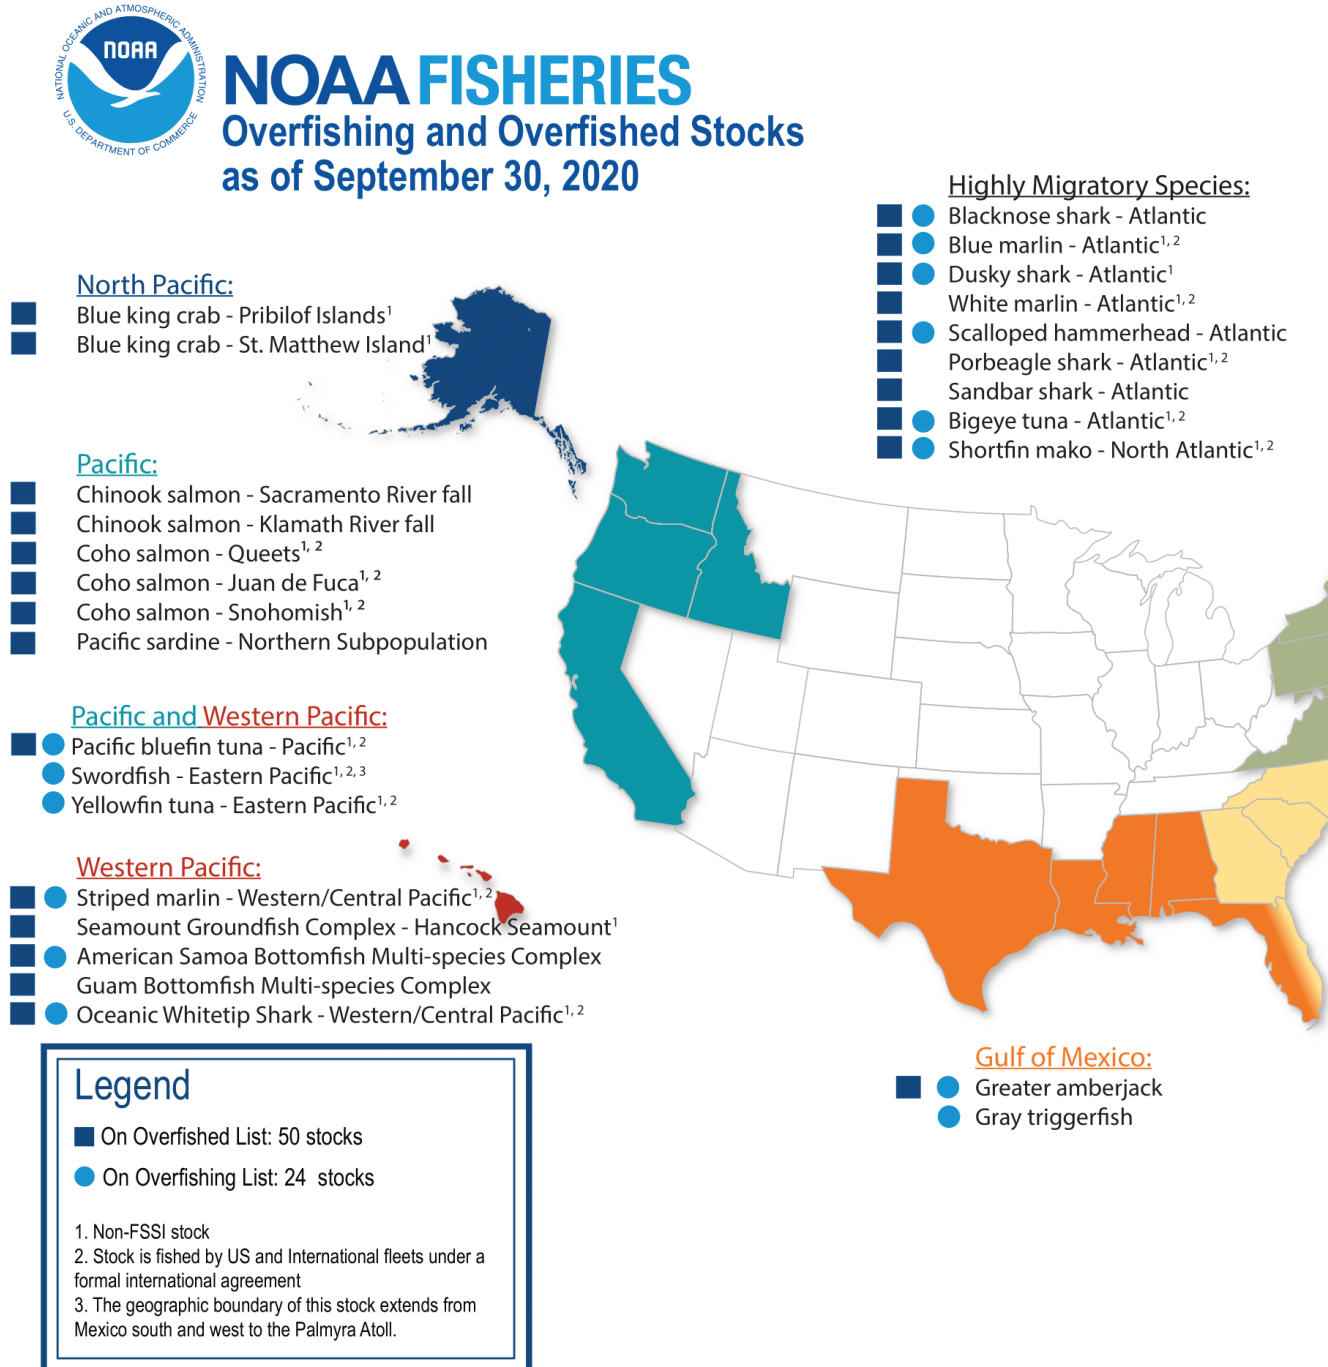 NATIONAL OCEANIC AND ATMOSPHERIC ADMINISTRATION
NOAA
U.S. DEPARTMENT OF COMMERCE
NOAA FISHERIES
Overfishing and Overfished Stocks
as of September 30, 2020
Highly Migratory Species:
Blacknose shark - Atlantic
Blue marlin - Atlantic¹,²
Dusky shark - Atlantic¹
White marlin - Atlantic¹,²
Scalloped hammerhead - Atlantic
Porbeagle shark - Atlantic¹,²
Sandbar shark - Atlantic
Bigeye tuna - Atlantic¹,²
Shortfin mako - North Atlantic¹,²
North Pacific:
Blue king crab - Pribilof Islands¹
Blue king crab - St. Matthew Island¹
Pacific:
Chinook salmon - Sacramento River fall
Chinook salmon - Klamath River fall
Coho salmon - Queets¹, ²
Coho salmon - Juan de Fuca¹, ²
Coho salmon - Snohomish¹, ²
Pacific sardine - Northern Subpopulation
Pacific and Western Pacific:
Pacific bluefin tuna - Pacific¹,²
Swordfish - Eastern Pacific¹,²,³
Yellowfin tuna - Eastern Pacific¹,²
Western Pacific:
Striped marlin - Western/Central Pacific¹,²
Seamount Groundfish Complex - Hancock Seamount¹
American Samoa Bottomfish Multi-species Complex
Guam Bottomfish Multi-species Complex
Oceanic Whitetip Shark - Western/Central Pacific¹,²
Gulf of Mexico:
Greater amberjack
Gray triggerfish
Legend
On Overfished List: 50 stocks
On Overfishing List: 24 stocks
1. Non-FSSI stock
2. Stock is fished by US and International fleets under a
formal international agreement
3. The geographic boundary of this stock extends from
Mexico south and west to the Palmyra Atoll.